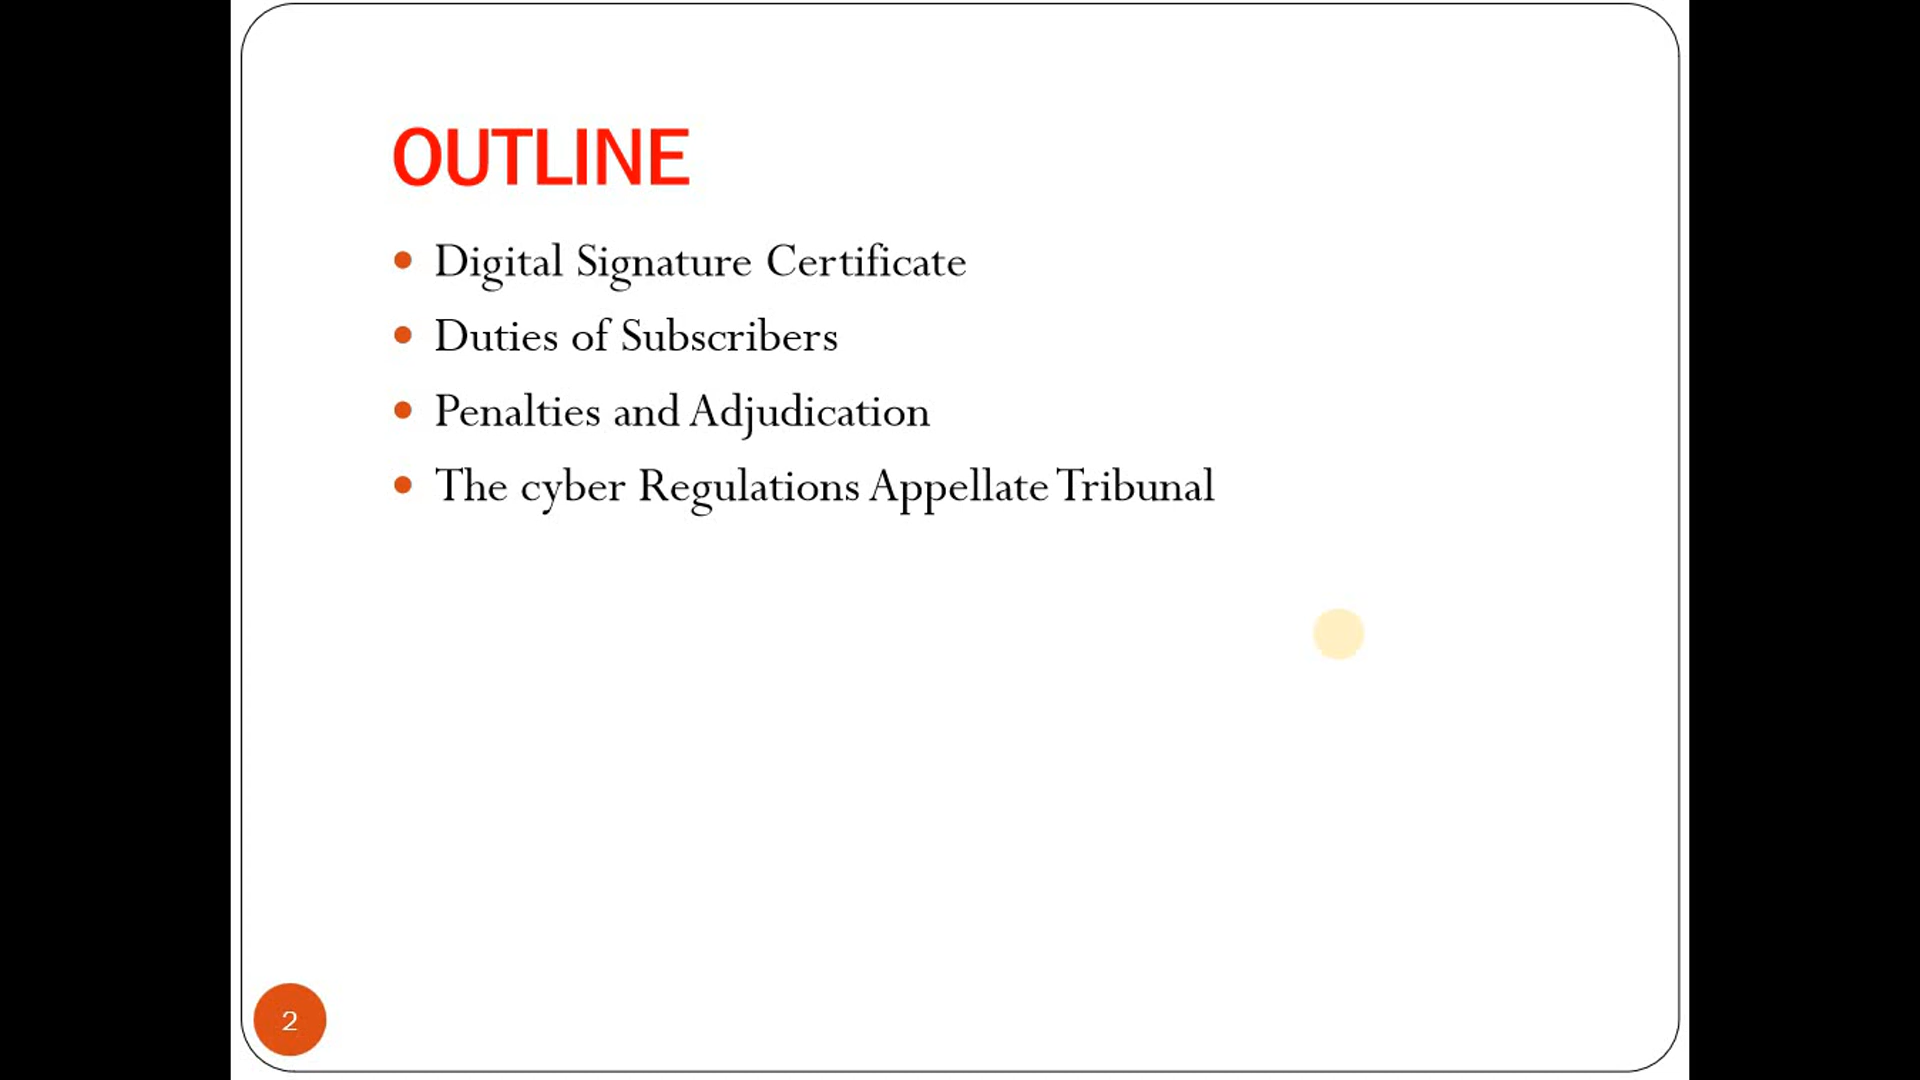 OUTLINE
Digital Signature Certificate
Duties of Subscribers
Penalties and Adjudication
The cyber Regulations Appellate Tribunal
2